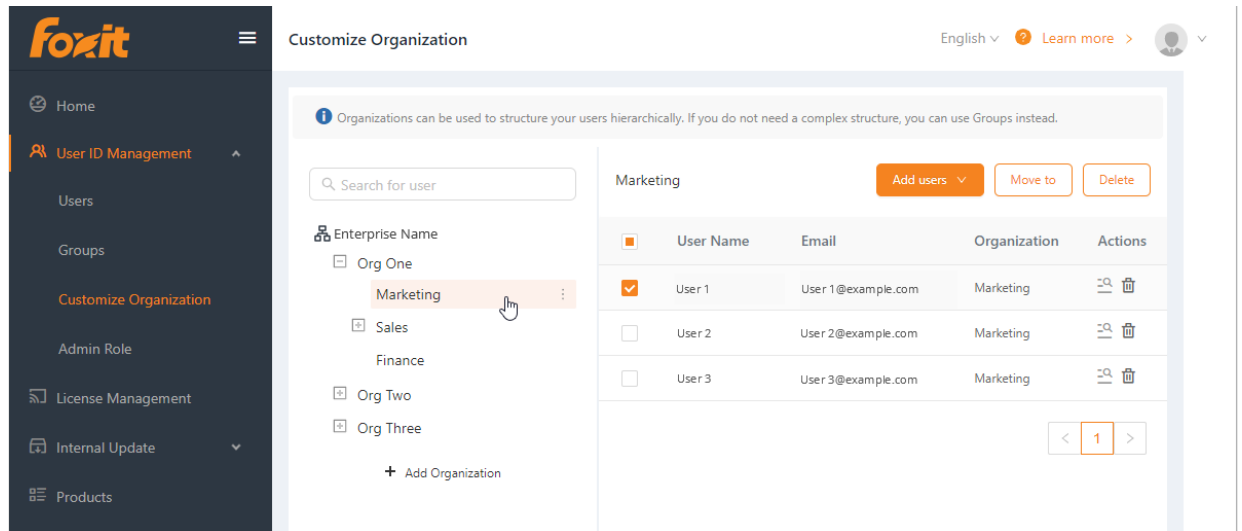 foxit
Customize Organization
English
? Learn more >
Home
User ID Management
Users
Groups
Customize Organization
Admin Role
License Management
Internal Update
Products
Organizations can be used to structure your users hierarchically. If you do not need a complex structure, you can use Groups instead.
Search for user
Enterprise Name
Org One
Marketing
Sales
Finance
Org Two
Org Three
+ Add Organization
Marketing
Add users
Move to
Delete
User Name Email Organization Actions
User 1 User 1@example.com Marketing
User 2 User 2@example.com Marketing
User 3 User 3@example.com Marketing
< 1 >